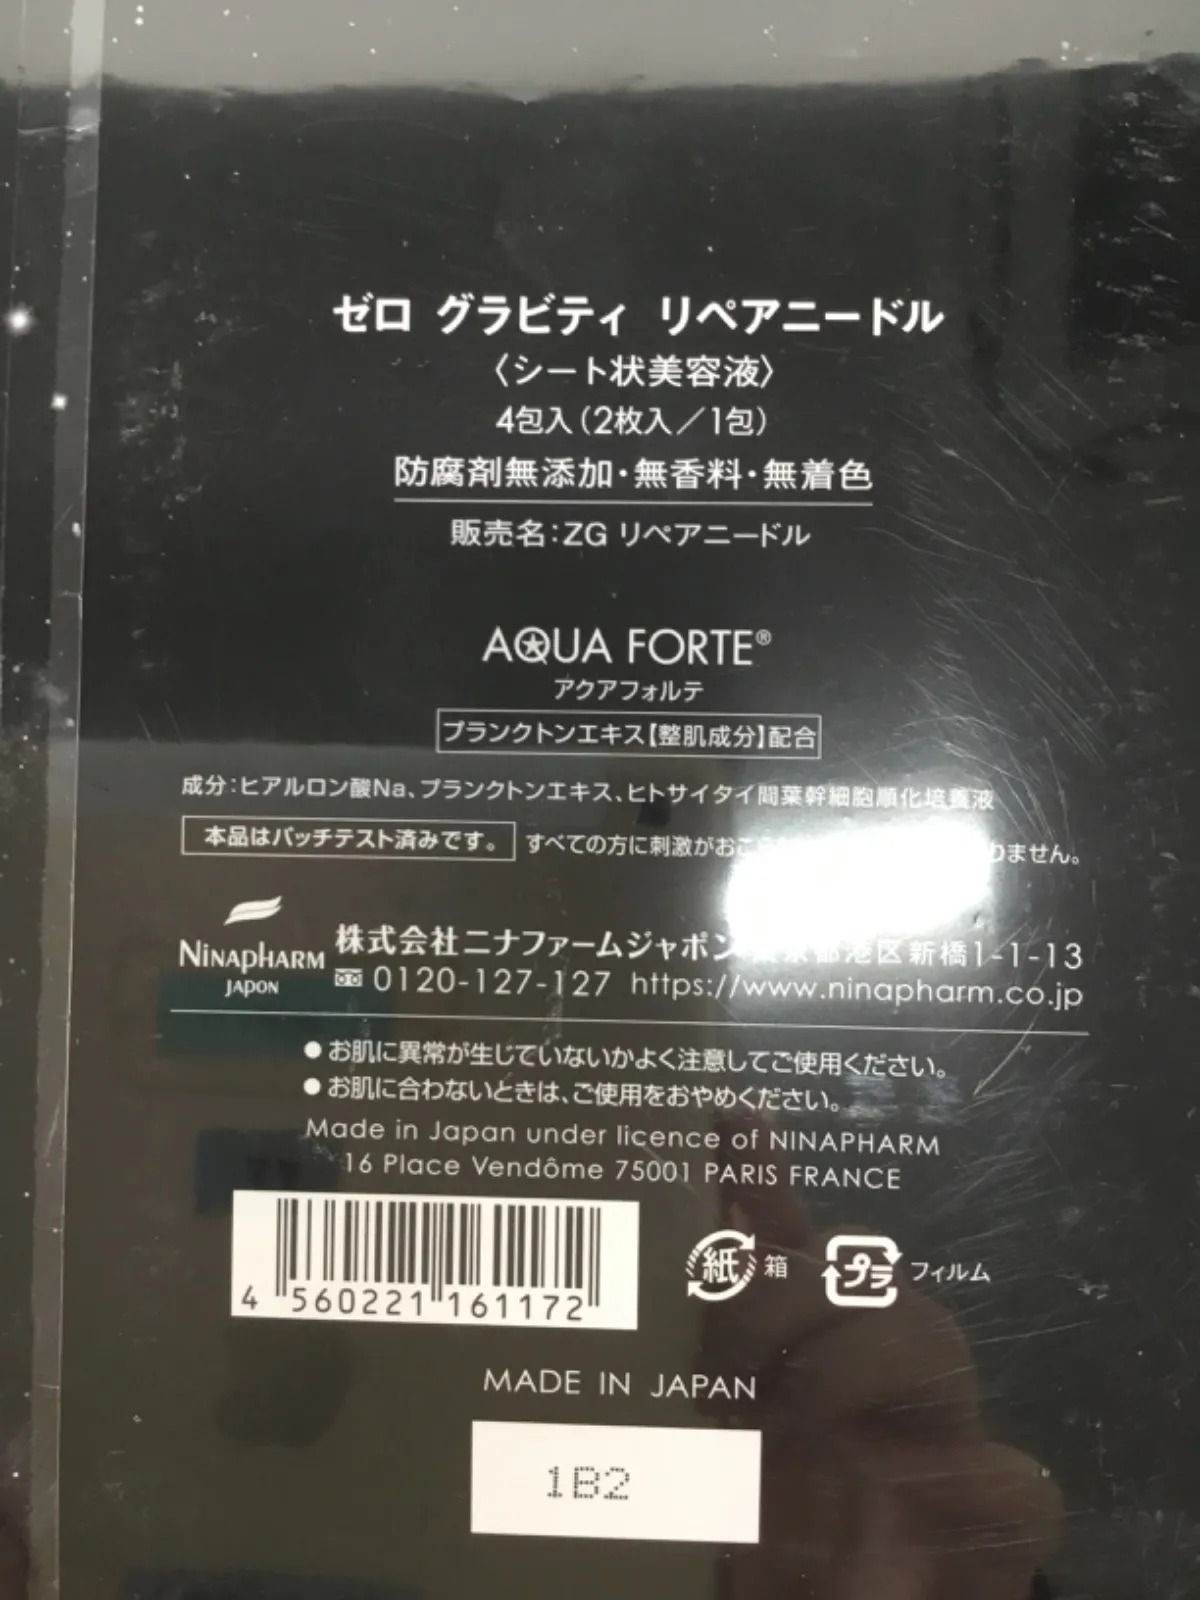 ゼロ グラビティ リペアニードル
〈シート状美容液〉
4包入(2枚入／1包)
防腐剤無添加・無香料・無着色
販売名:ZG リペアニードル
AQUA FORTE®
アクアフォルテ
プランクトンエキス【整肌成分】配合
成分:ヒアルロン酸Na、プランクトンエキス、ヒトサイタイ間葉幹細胞順化培養液
本品はパッチテスト済みです。 すべての方に刺激がおこ りません。
NINAPHARM JAPON
株式会社ニナファームジャポン 東京都港区新橋1-1-13
0120-127-127 https://www.ninapharm.co.jp
●お肌に異常が生じていないかよく注意してご使用ください。
●お肌に合わないときは、ご使用をおやめください。
Made in Japan under licence of NINAPHARM
16 Place Vendôme 75001 PARIS FRANCE
4 560221 161172
紙 箱 プラ フィルム
MADE IN JAPAN
1B2